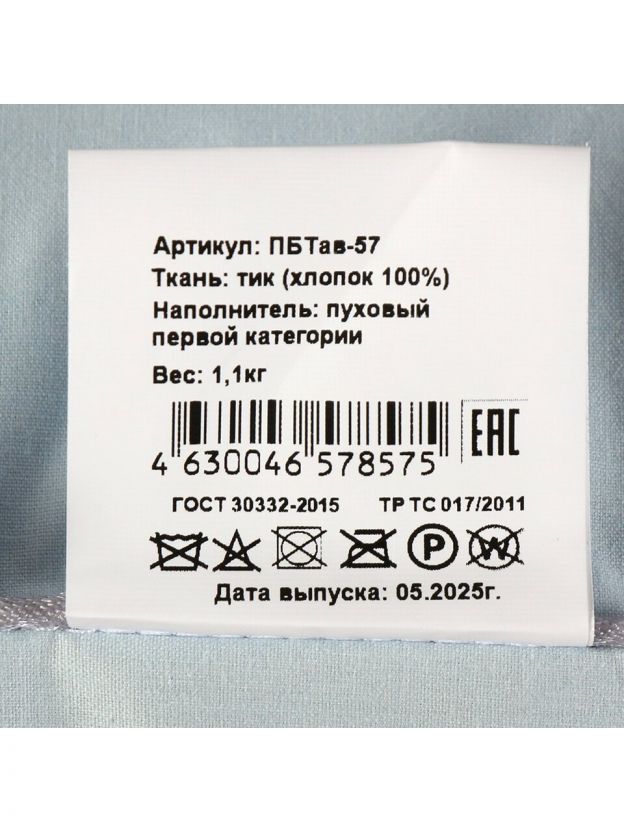 Артикул: ПБТав-57
Ткань: тик (хлопок 100%)
Наполнитель: пуховый
первой категории
Вес: 1,1кг
4 630046 578575
EAC
ГОСТ 30332-2015 ТР ТС 017/2011
P W
Дата выпуска: 05.2025г.